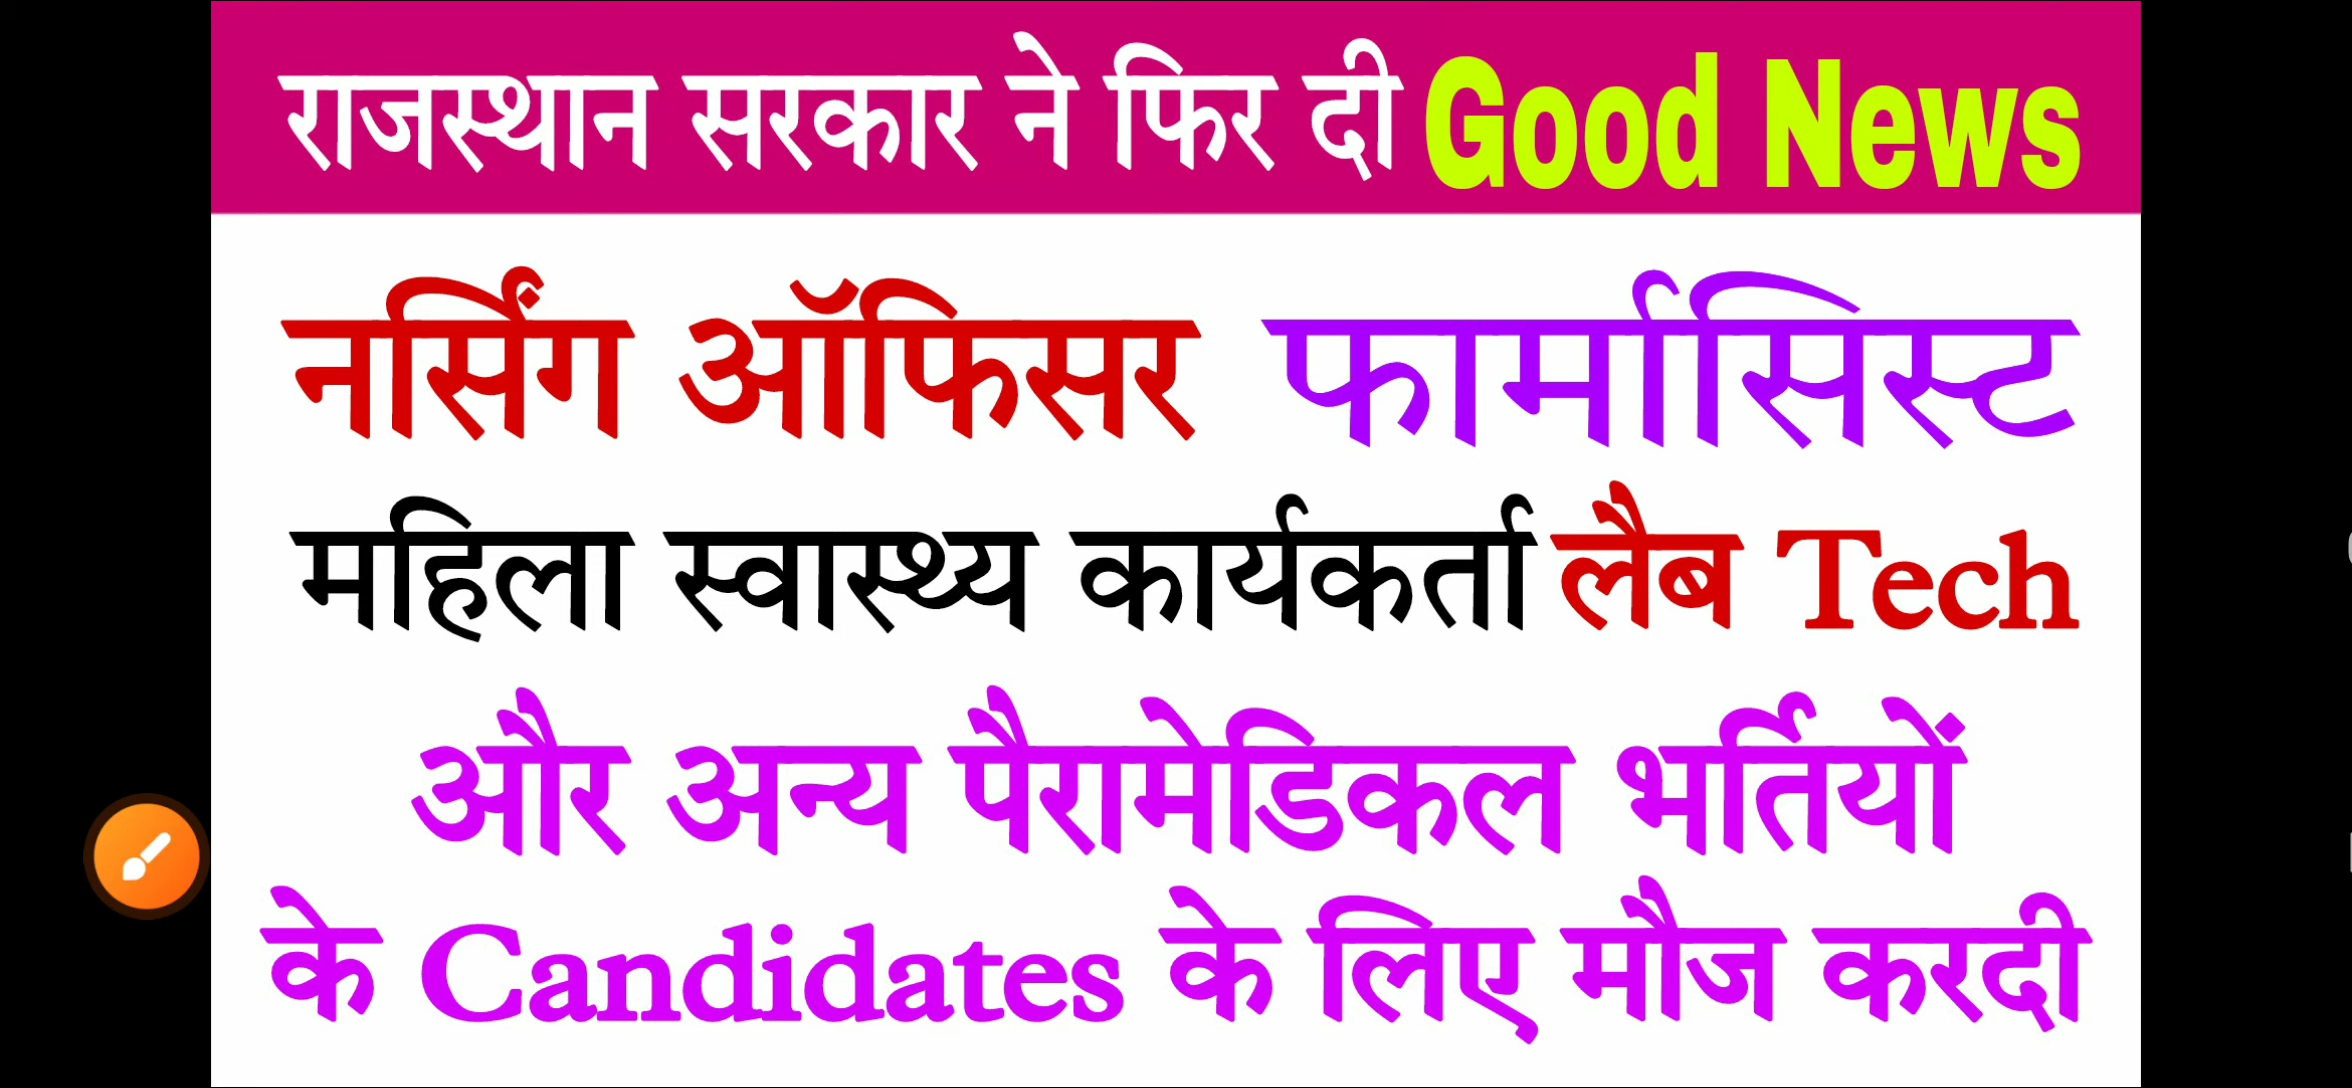 राजस्थान सरकार ने फिर दी Good News
नर्सिंग ऑफिसर फार्मासिस्ट
महिला स्वास्थ्य कार्यकर्ता लैब Tech
और अन्य पैरामेडिकल भर्तियों
के Candidates के लिए मौज करदी